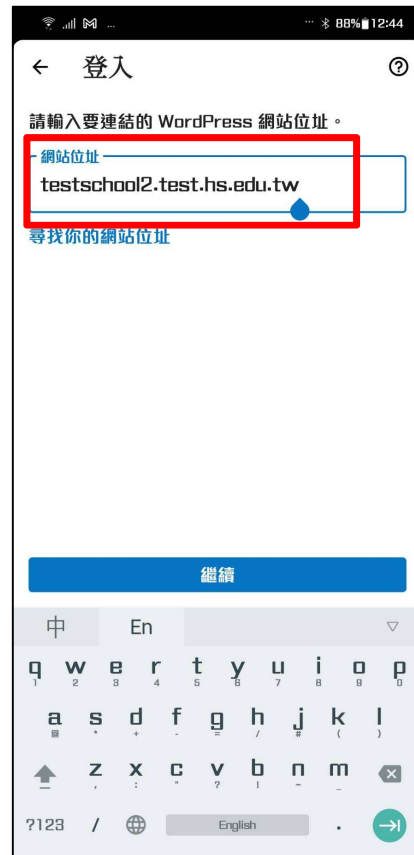 ... 88% 12:44
登入
請輸入要連結的 WordPress 網站位址。
網站位址
testschool2.test.hs.edu.tw
尋找你的網站位址
繼續
中 En
q w e r t y u i o p
1 2 3 4 5 6 7 8 9 0
a s d f g h j k l
z x c v b n m
?123 / English .